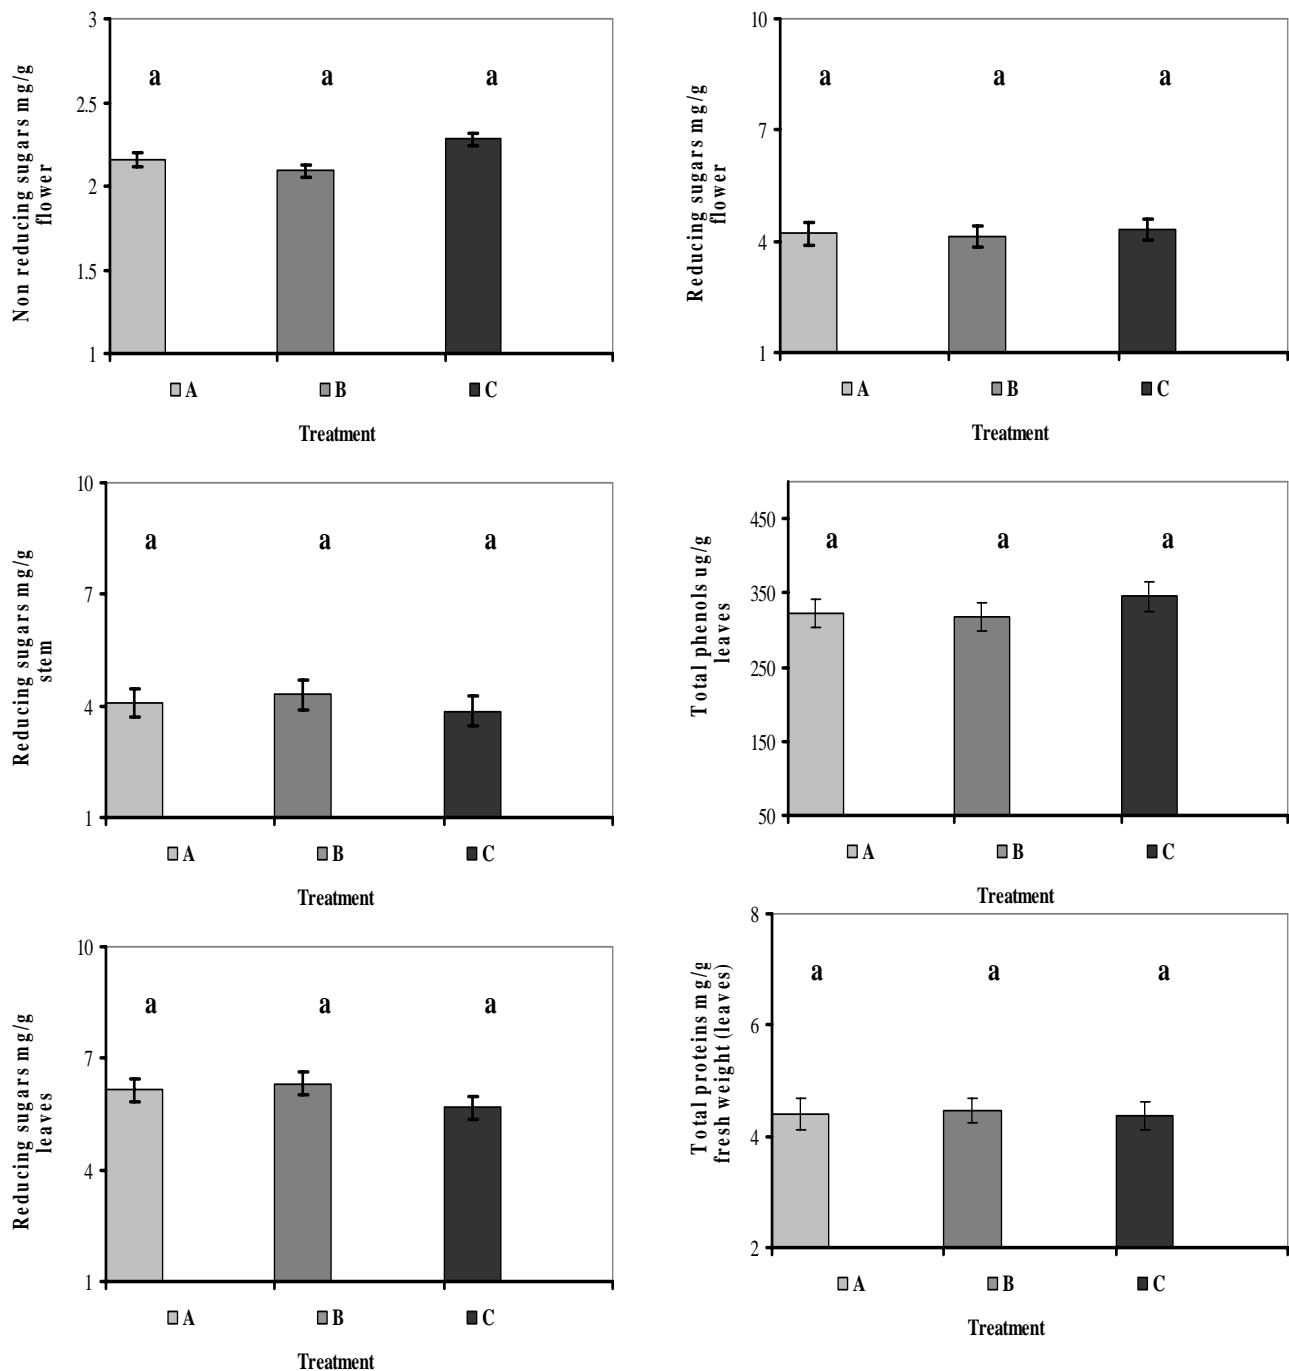 Non reducing sugars mg/g
flower
3
2.5
2
1.5
1
a a a
A B C
Treatment
Reducing sugars mg/g
flower
10
7
4
1
a a a
A B C
Treatment
Reducing sugars mg/g
stem
10
7
4
1
a a a
A B C
Treatment
Total phenols ug/g
leaves
450
350
250
150
50
a a a
A B C
Treatment
Reducing sugars mg/g
leaves
10
7
4
1
a a a
A B C
Treatment
Total proteins mg/g
fresh weight (leaves)
8
6
4
2
a a a
A B C
Treatment